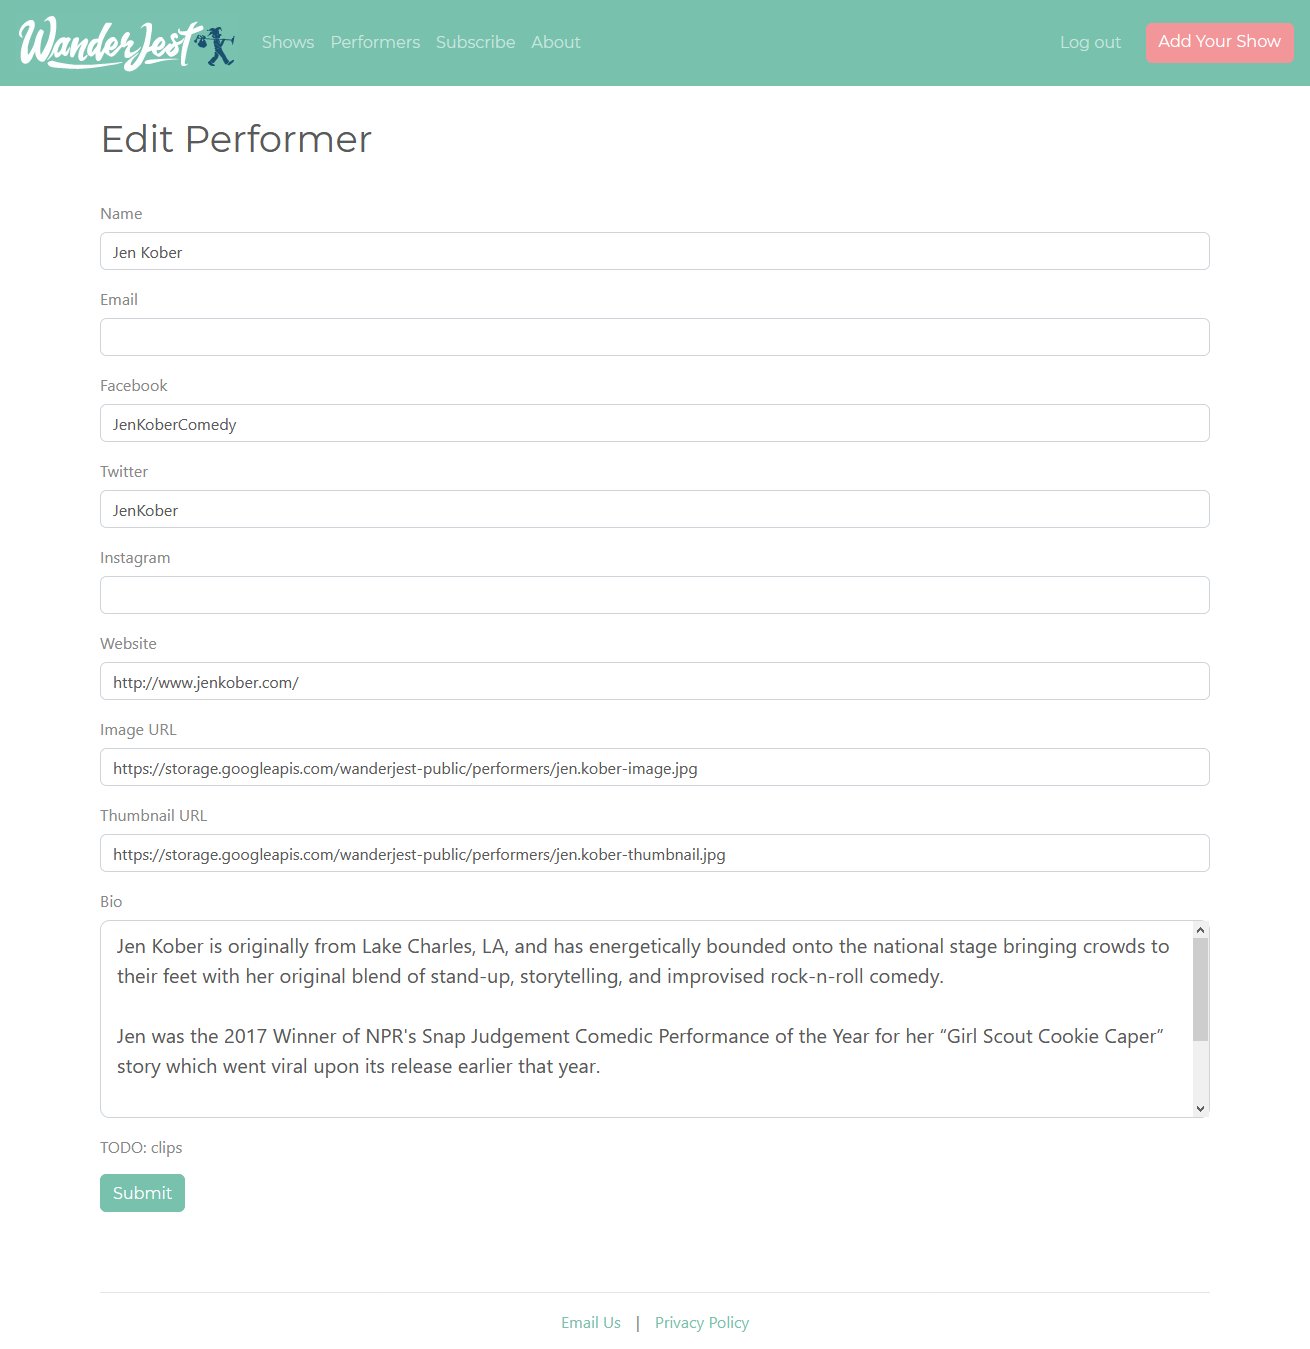 WanderJest Shows Performers Subscribe About Log out Add Your Show
Edit Performer
Name
Jen Kober
Email
Facebook
JenKoberComedy
Twitter
JenKober
Instagram
Website
http://www.jenkober.com/
Image URL
https://storage.googleapis.com/wanderjest-public/performers/jen.kober-image.jpg
Thumbnail URL
https://storage.googleapis.com/wanderjest-public/performers/jen.kober-thumbnail.jpg
Bio
Jen Kober is originally from Lake Charles, LA, and has energetically bounded onto the national stage bringing crowds to
their feet with her original blend of stand-up, storytelling, and improvised rock-n-roll comedy.
Jen was the 2017 Winner of NPR's Snap Judgement Comedic Performance of the Year for her “Girl Scout Cookie Caper”
story which went viral upon its release earlier that year.
TODO: clips
Submit
Email Us | Privacy Policy